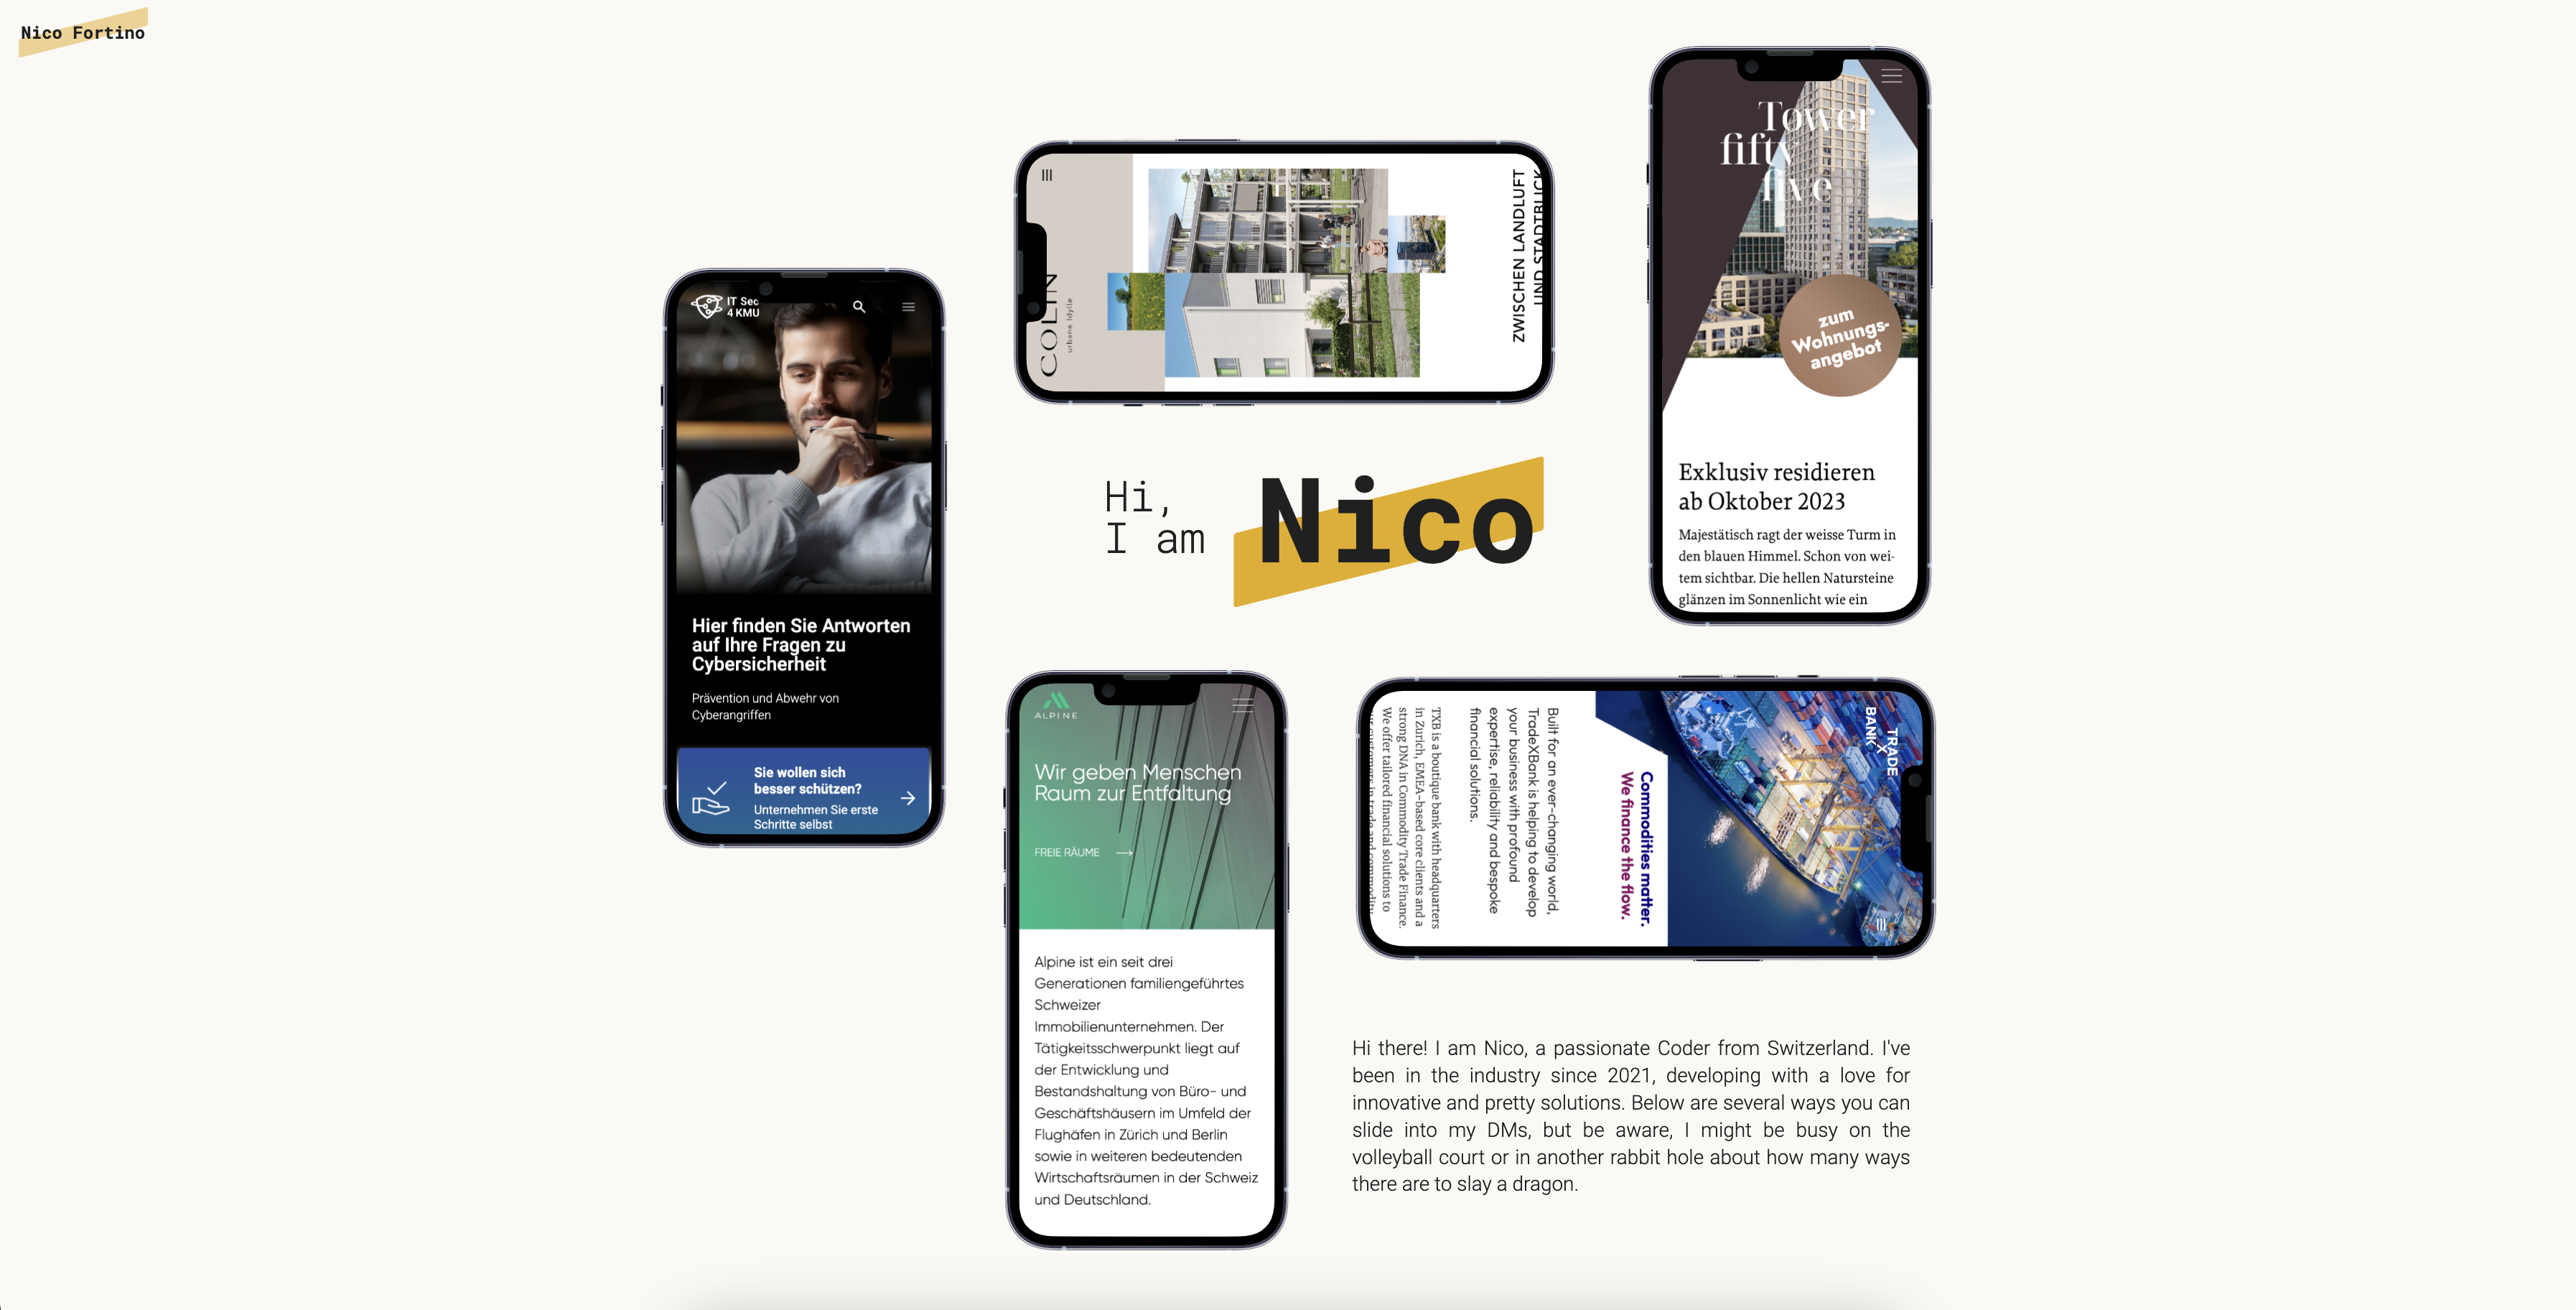 Nico Fortino
IT Sec
4 KMU
Hier finden Sie Antworten
auf Ihre Fragen zu
Cybersicherheit
Prävention und Abwehr von
Cyberangriffen
Sie wollen sich
besser schützen?
Unternehmen Sie erste
Schritte selbst
COLIN
urbane Idylle
ZWISCHEN LANDLUFT
UND STADTBLICK
Tower
fifty
five
zum
Wohnungs-
angebot
Exklusiv residieren
ab Oktober 2023
Majestätisch ragt der weisse Turm in
den blauen Himmel. Schon von wei-
tem sichtbar. Die hellen Natursteine
glänzen im Sonnenlicht wie ein
Hi,
I am
Nico
ALPINE
Wir geben Menschen
Raum zur Entfaltung
FREIE RÄUME
Alpine ist ein seit drei
Generationen familiengeführtes
Schweizer
Immobilienunternehmen. Der
Tätigkeitsschwerpunkt liegt auf
der Entwicklung und
Bestandshaltung von Büro- und
Geschäftshäusern im Umfeld der
Flughäfen in Zürich und Berlin
sowie in weiteren bedeutenden
Wirtschaftsräumen in der Schweiz
und Deutschland.
TRADE
X
BANK
Commodities matter.
We finance the flow.
Built for an ever-changing world,
TradeXBank is helping to develop
your business with profound
expertise, reliability and bespoke
financial solutions.
TXB is a boutique bank with headquarters
in Zurich, EMEA-based core clients and a
strong DNA in Commodity Trade Finance.
We offer tailored financial solutions to
Hi there! I am Nico, a passionate Coder from Switzerland. I've
been in the industry since 2021, developing with a love for
innovative and pretty solutions. Below are several ways you can
slide into my DMs, but be aware, I might be busy on the
volleyball court or in another rabbit hole about how many ways
there are to slay a dragon.